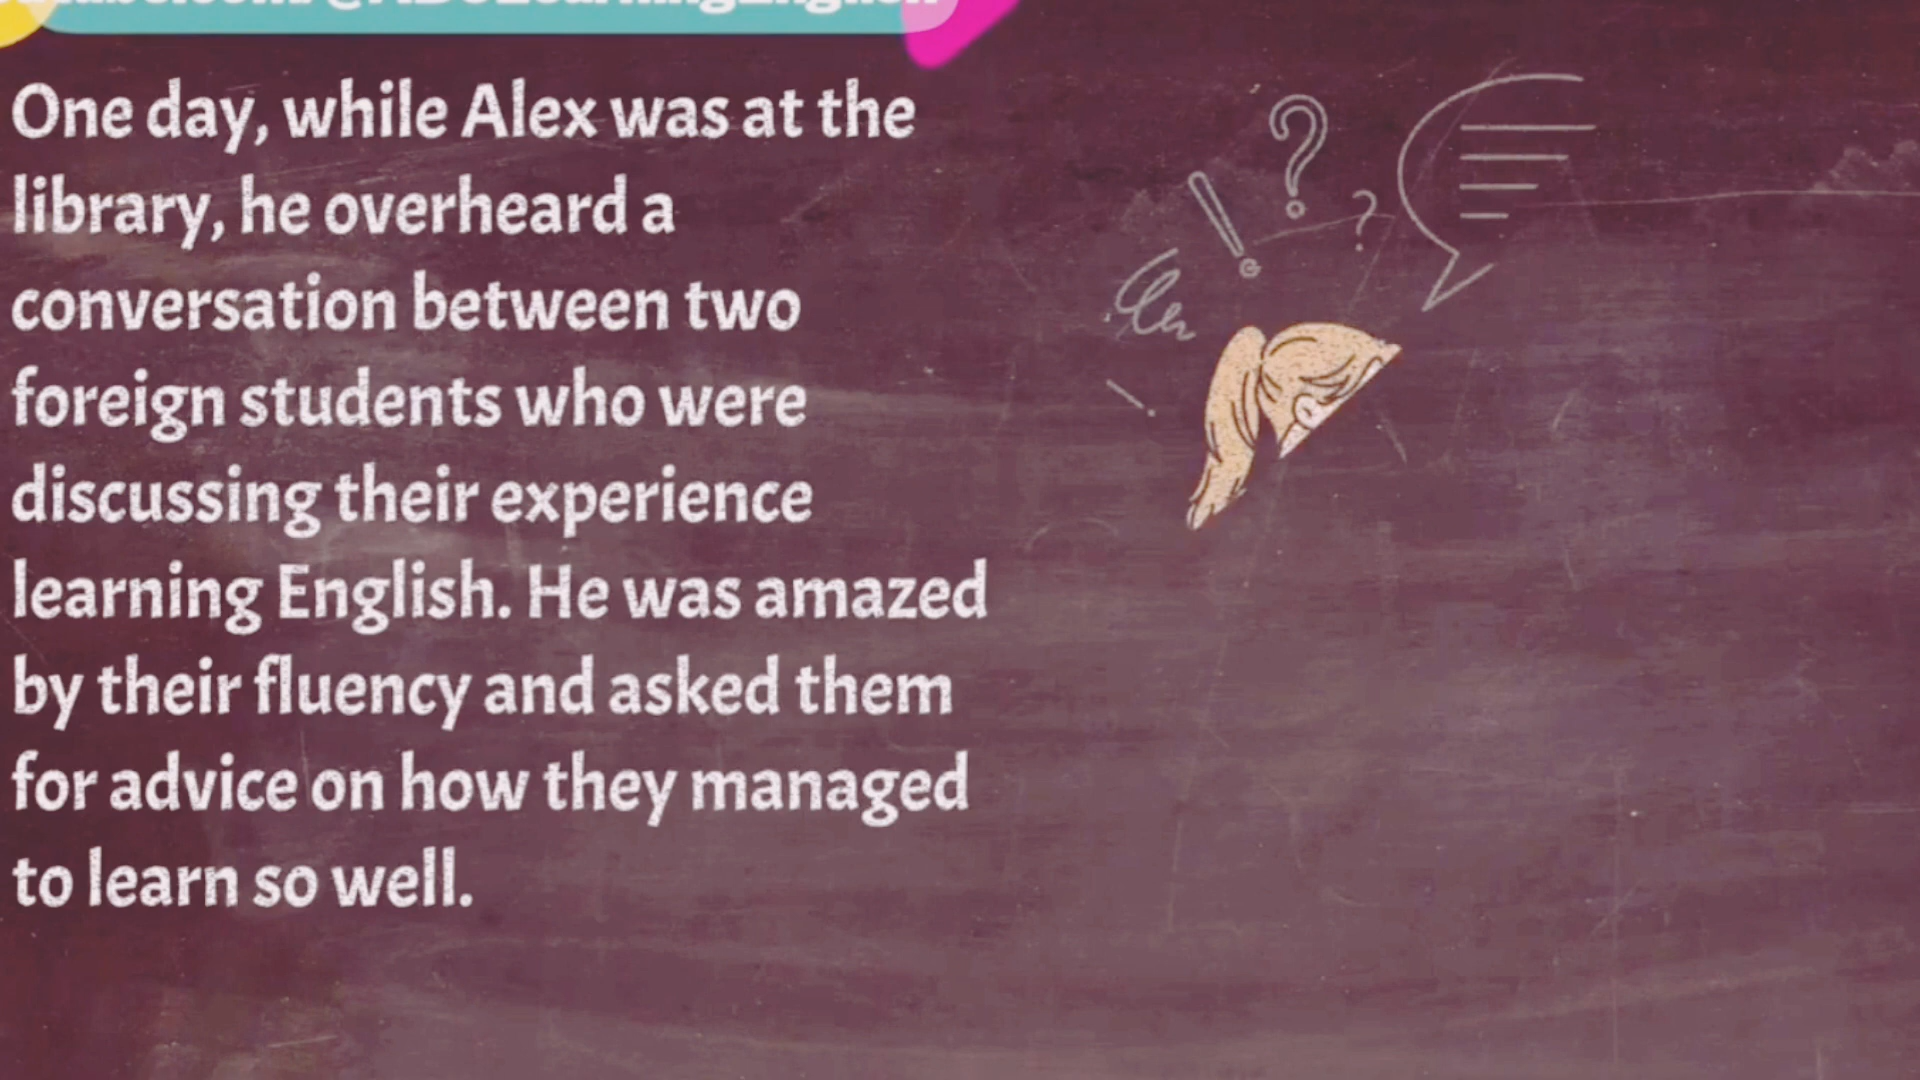 One day, while Alex was at the
library, he overheard a
conversation between two
foreign students who were
discussing their experience
learning English. He was amazed
by their fluency and asked them
for advice on how they managed
to learn so well.